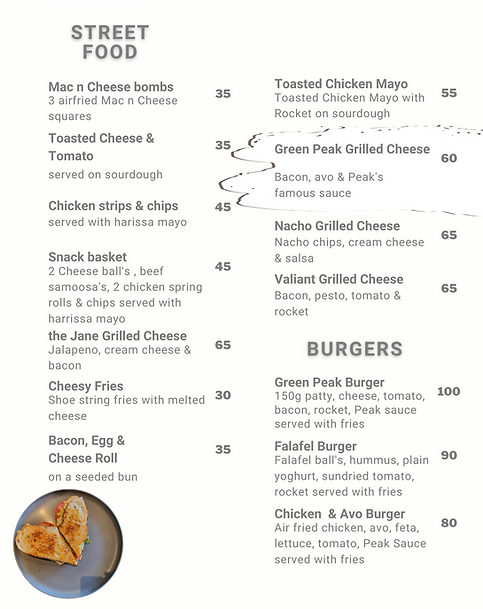 STREET
FOOD
Mac n Cheese bombs 35
3 airfried Mac n Cheese
squares
Toasted Cheese & 35
Tomato
served on sourdough
Chicken strips & chips 45
served with harissa mayo
Snack basket 45
2 Cheese ball's , beef
samoosa's, 2 chicken spring
rolls & chips served with
harrissa mayo
the Jane Grilled Cheese 65
Jalapeno, cream cheese &
bacon
Cheesy Fries 30
Shoe string fries with melted
cheese
Bacon, Egg & 35
Cheese Roll
on a seeded bun
Toasted Chicken Mayo 55
Toasted Chicken Mayo with
Rocket on sourdough
Green Peak Grilled Cheese 60
Bacon, avo & Peak's
famous sauce
Nacho Grilled Cheese 65
Nacho chips, cream cheese
& salsa
Valiant Grilled Cheese 65
Bacon, pesto, tomato &
rocket
BURGERS
Green Peak Burger 100
150g patty, cheese, tomato,
bacon, rocket, Peak sauce
served with fries
Falafel Burger 90
Falafel ball's, hummus, plain
yoghurt, sundried tomato,
rocket served with fries
Chicken & Avo Burger 80
Air fried chicken, avo, feta,
lettuce, tomato, Peak Sauce
served with fries